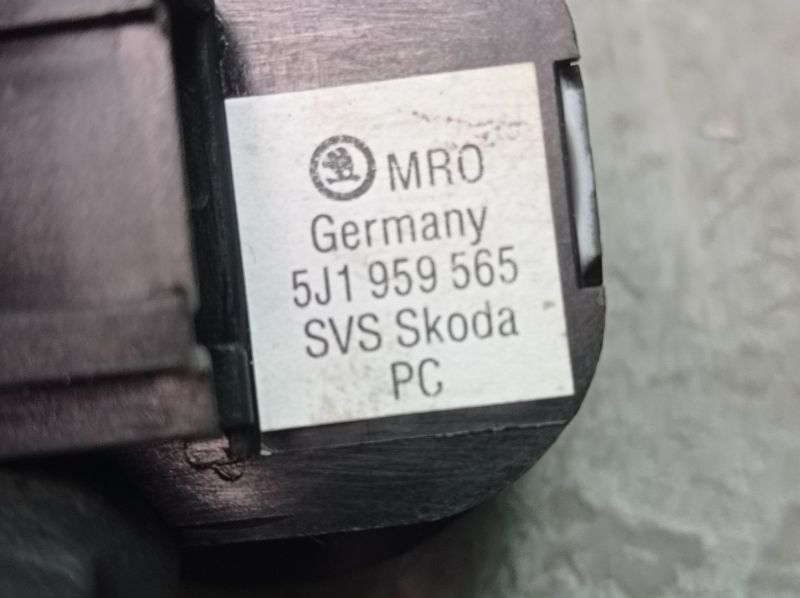 MRO
Germany
5J1 959 565
SVS Skoda
PC